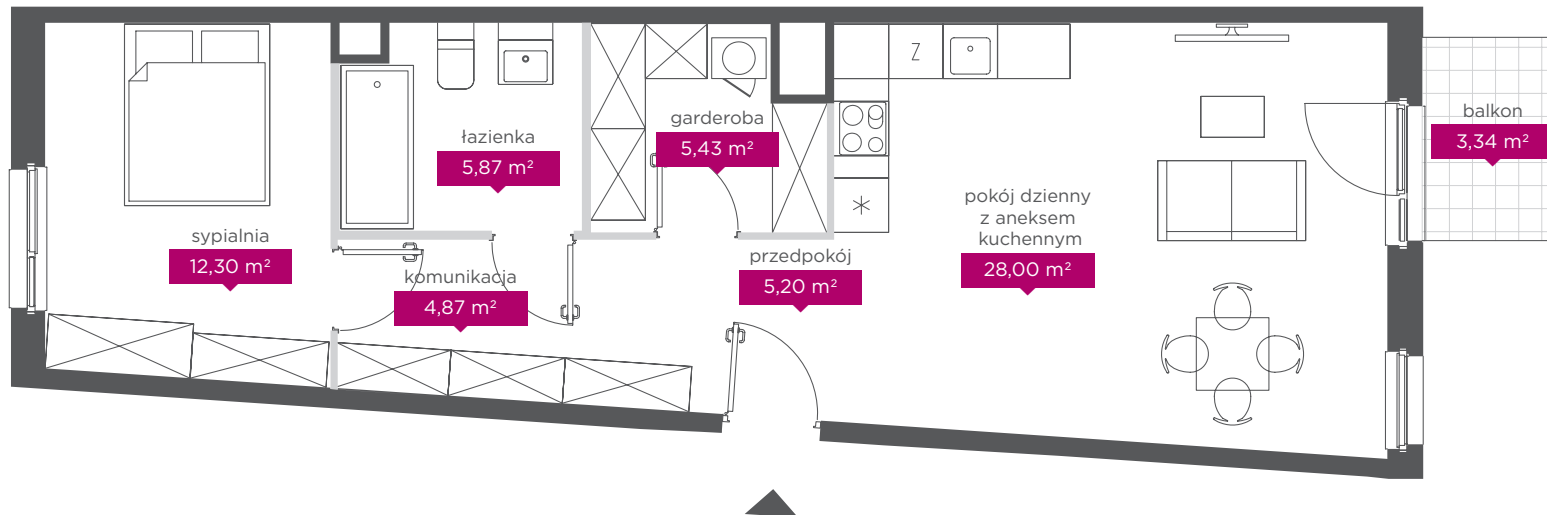 sypialnia
12,30 m²
łazienka
5,87 m²
komunikacja
4,87 m²
garderoba
5,43 m²
przedpokój
5,20 m²
Z
pokój dzienny
z aneksem
kuchennym
28,00 m²
balkon
3,34 m²